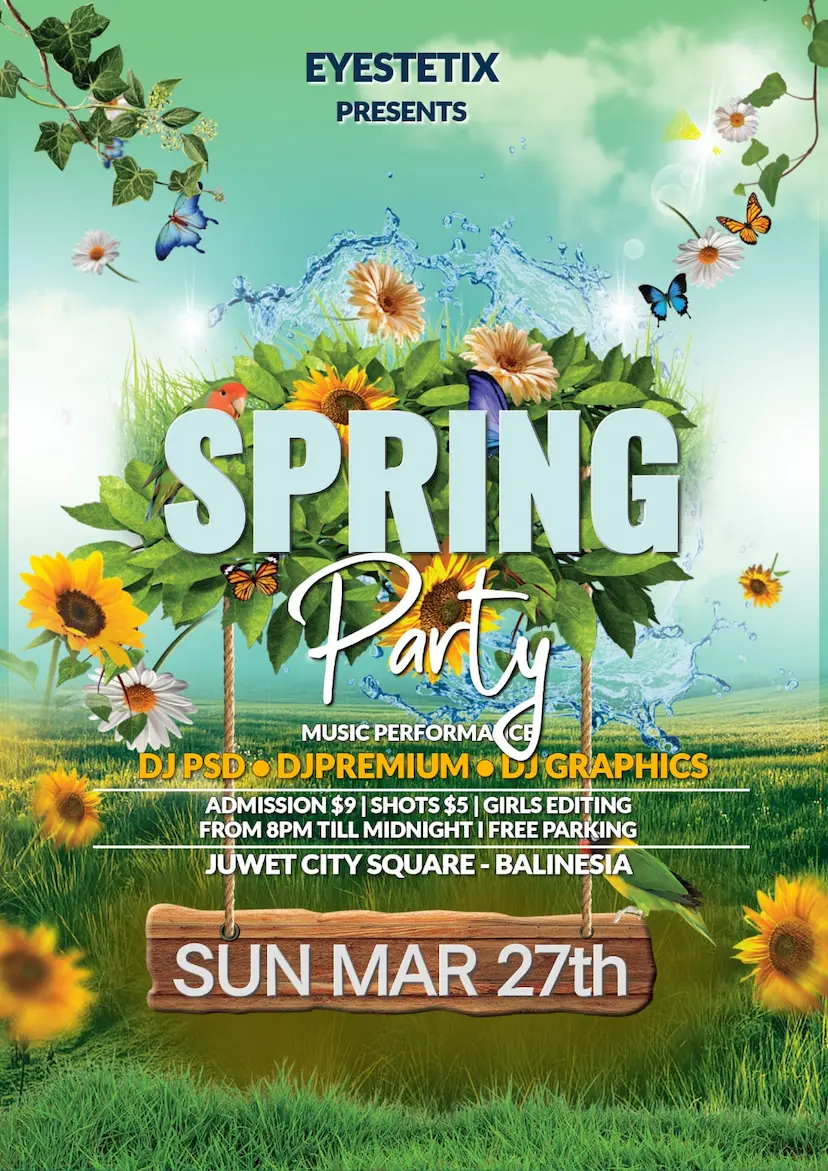 EYESTETIX
PRESENTS
SPRING
Party
MUSIC PERFORMANCE
DJ PSD ● DJPREMIUM ● DJ GRAPHICS
ADMISSION $9 | SHOTS $5 | GIRLS EDITING
FROM 8PM TILL MIDNIGHT I FREE PARKING
JUWET CITY SQUARE - BALINESIA
SUN MAR 27th